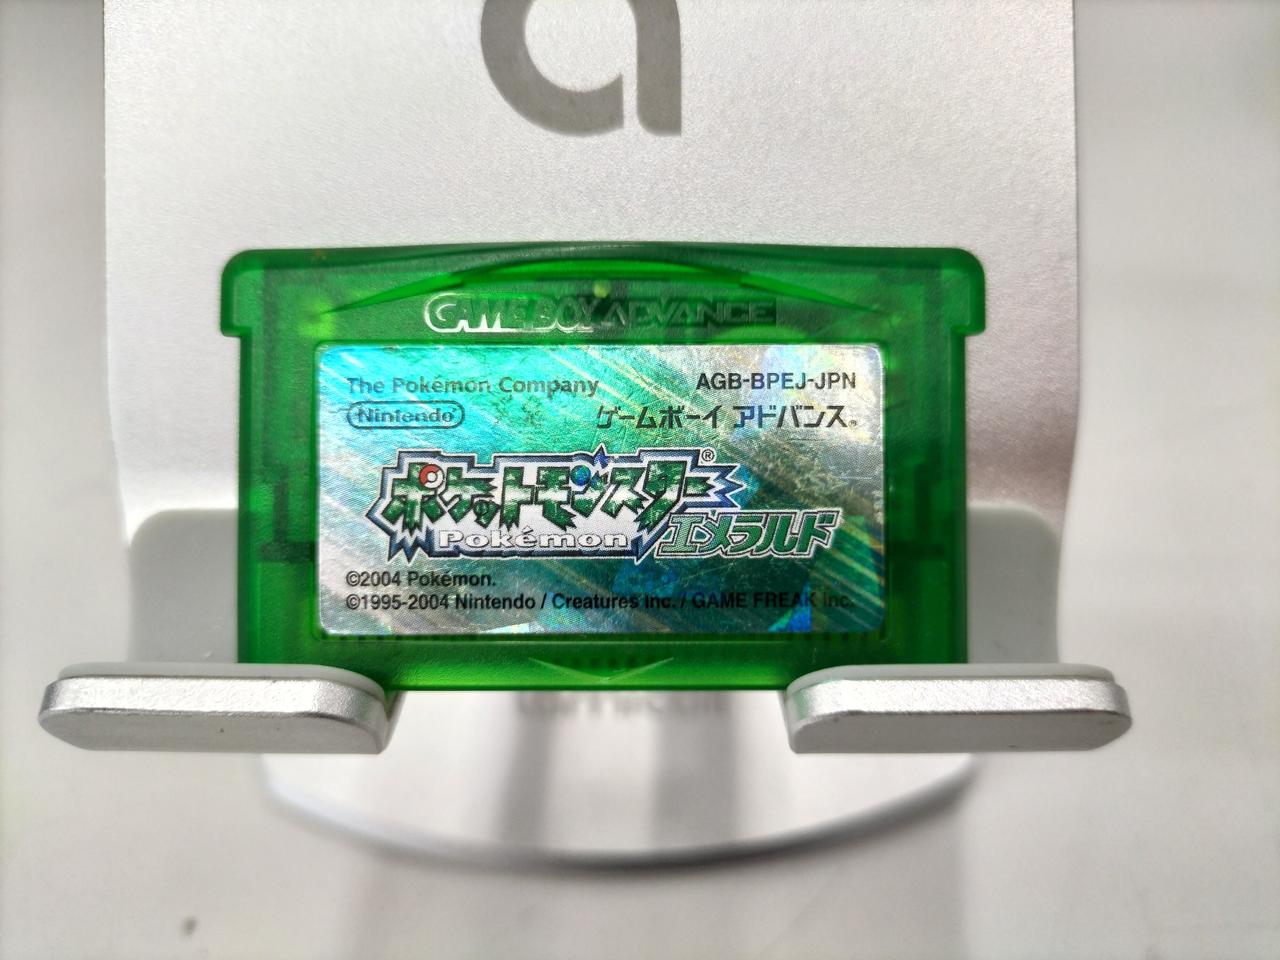 a
GAME BOY ADVANCE
The Pokémon Company
AGB-BPEJ-JPN
Nintendo
ゲームボーイ アドバンス®
ポケットモンスター®
Pokémon
エメラルド
©2004 Pokémon.
©1995-2004 Nintendo / Creatures inc. / GAME FREAK inc.